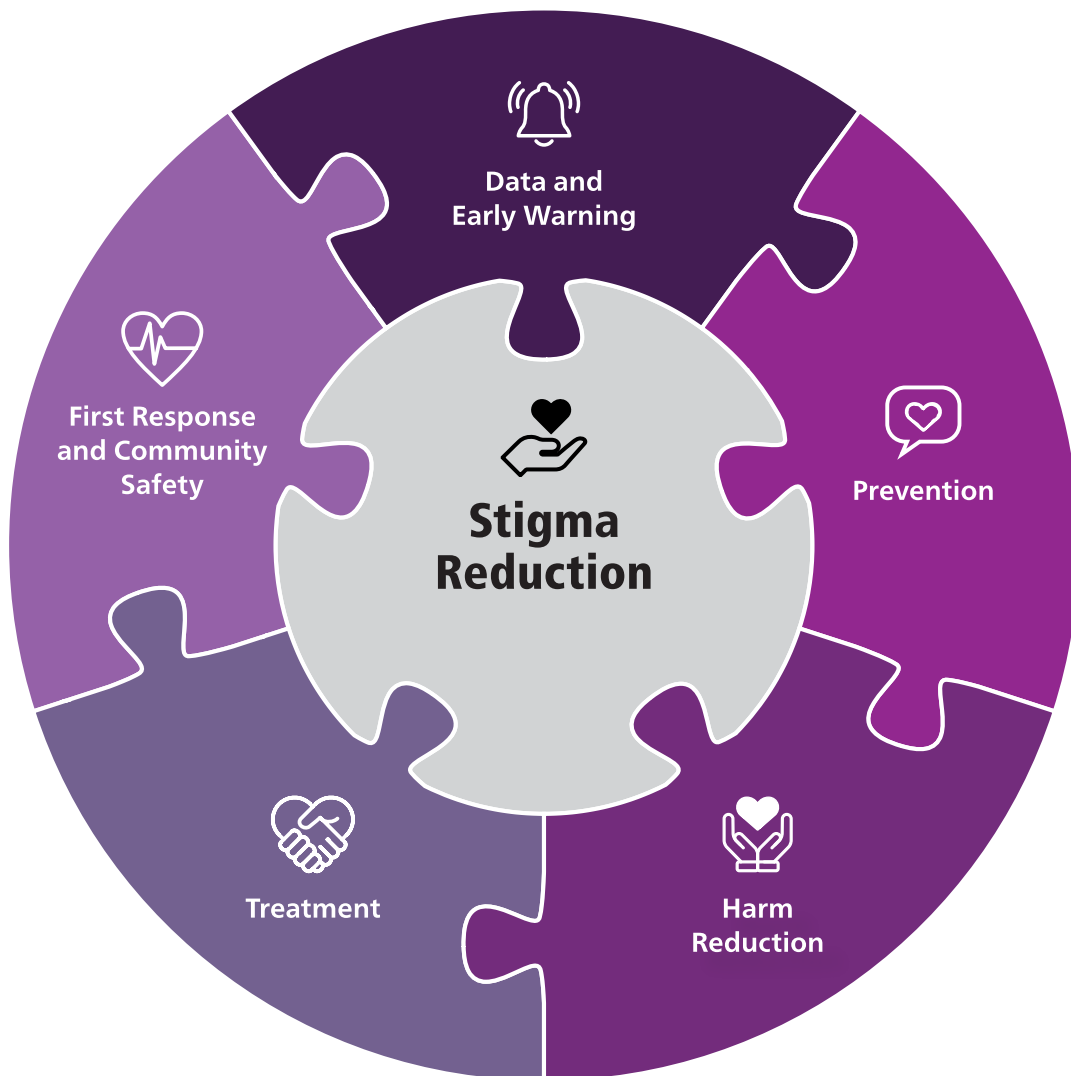 Data and
Early Warning
First Response
and Community
Safety
Prevention
Stigma
Reduction
Treatment
Harm
Reduction